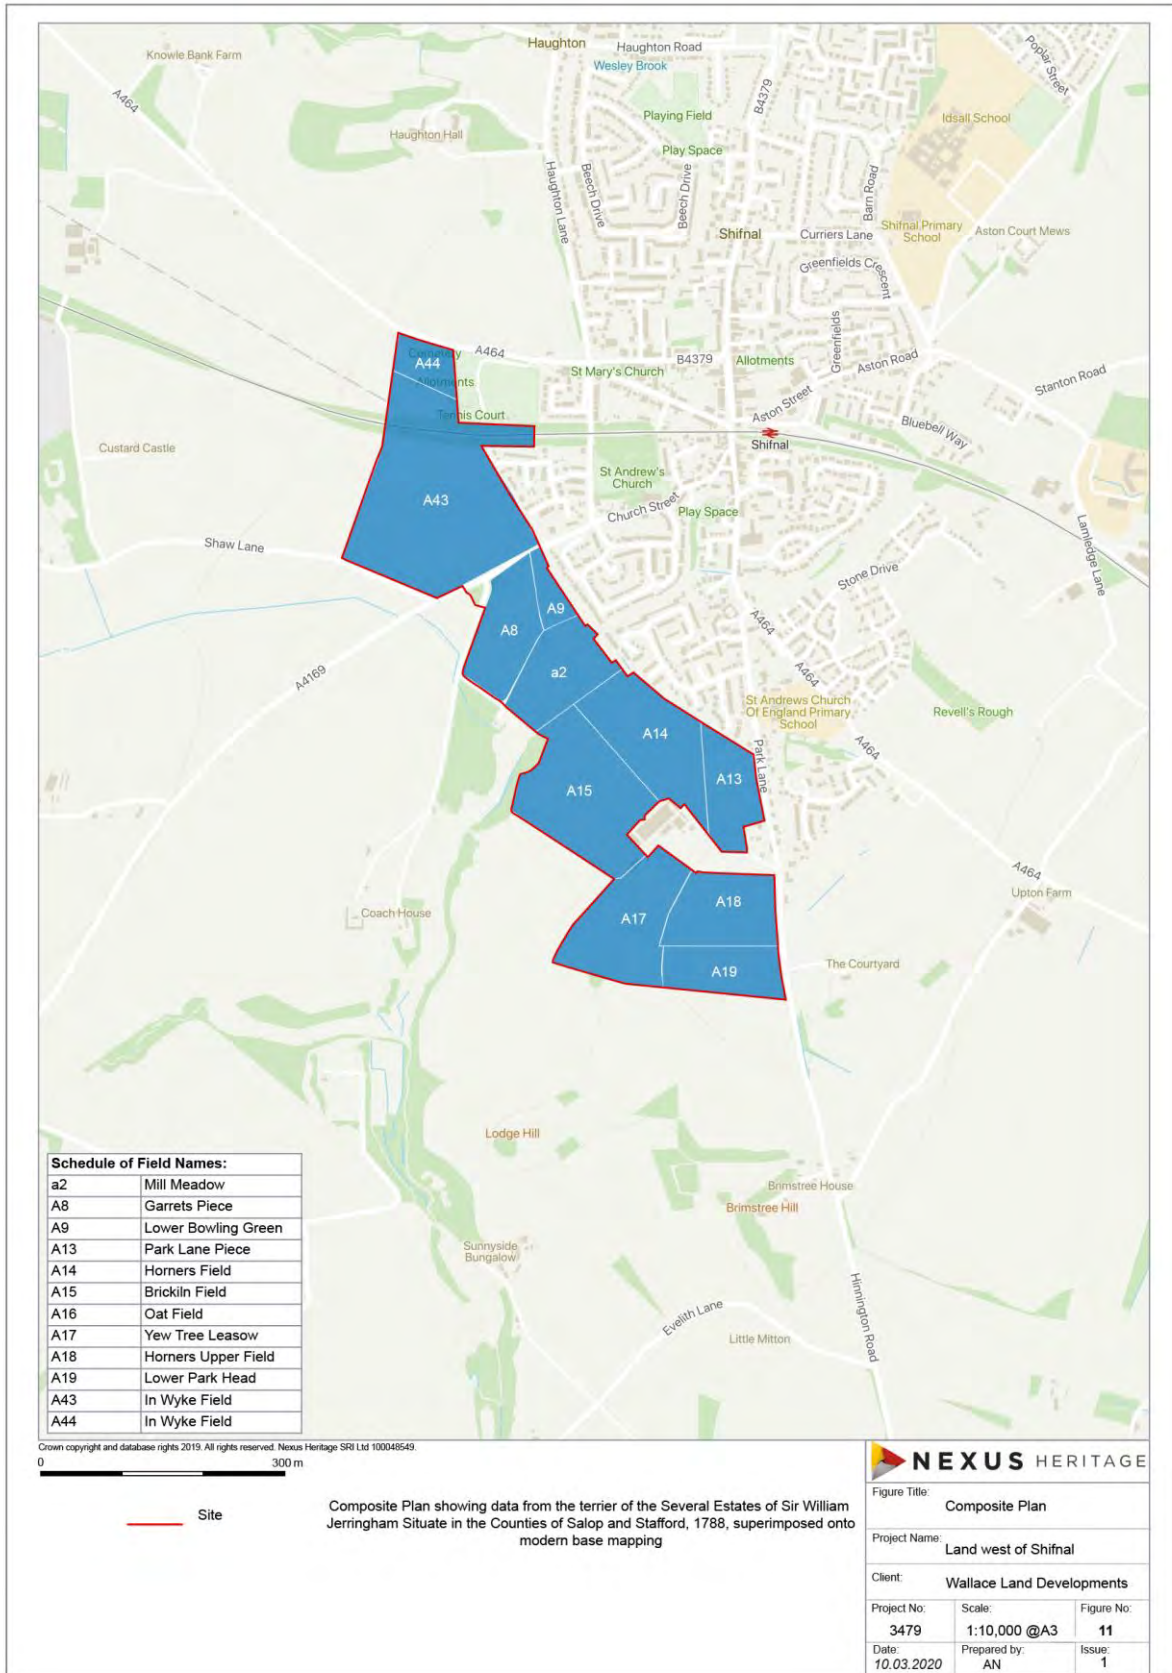 Knowle Bank Farm
A464
Haughton
Haughton Road
Wesley Brook
B4379
Poplar Street
Playing Field
Idsall School
Haughton Hall
Play Space
Haughton Lane
Beech Drive
Beech Drive
Barn Road
Shifnal
Curriers Lane
Shifnal Primary
School
Aston Court Mews
Greenfields Crescent
Greenfields
A464
B4379
Allotments
Aston Road
Stanton Road
Cemetery
A44
Allotments
St Mary's Church
Aston Street
Tennis Court
Bluebell Way
Custard Castle
Shifnal
St Andrew's
Church
A43
Church Street
Play Space
Lamledge Lane
Shaw Lane
Stone Drive
A9
A8
A464
A4169
a2
A464
St Andrews Church
Of England Primary
School
Revell's Rough
A14
A464
Park Lane
A13
A15
A464
Upton Farm
Coach House
A17
A18
The Courtyard
A19
Lodge Hill
Brimstree House
Brimstree Hill
Sunnyside
Bungalow
Hinnington Road
Evelith Lane
Little Mitton
Schedule of Field Names:
a2 Mill Meadow
A8 Garrets Piece
A9 Lower Bowling Green
A13 Park Lane Piece
A14 Horners Field
A15 Brickiln Field
A16 Oat Field
A17 Yew Tree Leasow
A18 Horners Upper Field
A19 Lower Park Head
A43 In Wyke Field
A44 In Wyke Field
Crown copyright and database rights 2019. All rights reserved. Nexus Heritage SRI Ltd 100048549.
0 300 m
Site
Composite Plan showing data from the terrier of the Several Estates of Sir William
Jerringham Situate in the Counties of Salop and Stafford, 1788, superimposed onto
modern base mapping
NEXUS HERITAGE
Figure Title:
Composite Plan
Project Name:
Land west of Shifnal
Client:
Wallace Land Developments
Project No: Scale: Figure No:
3479 1:10,000 @A3 11
Date: Prepared by: Issue:
10.03.2020 AN 1